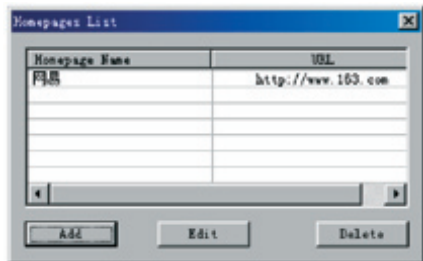 Homepages List
Homepage Name URL
网易 http://www.163.com
Add Edit Delete